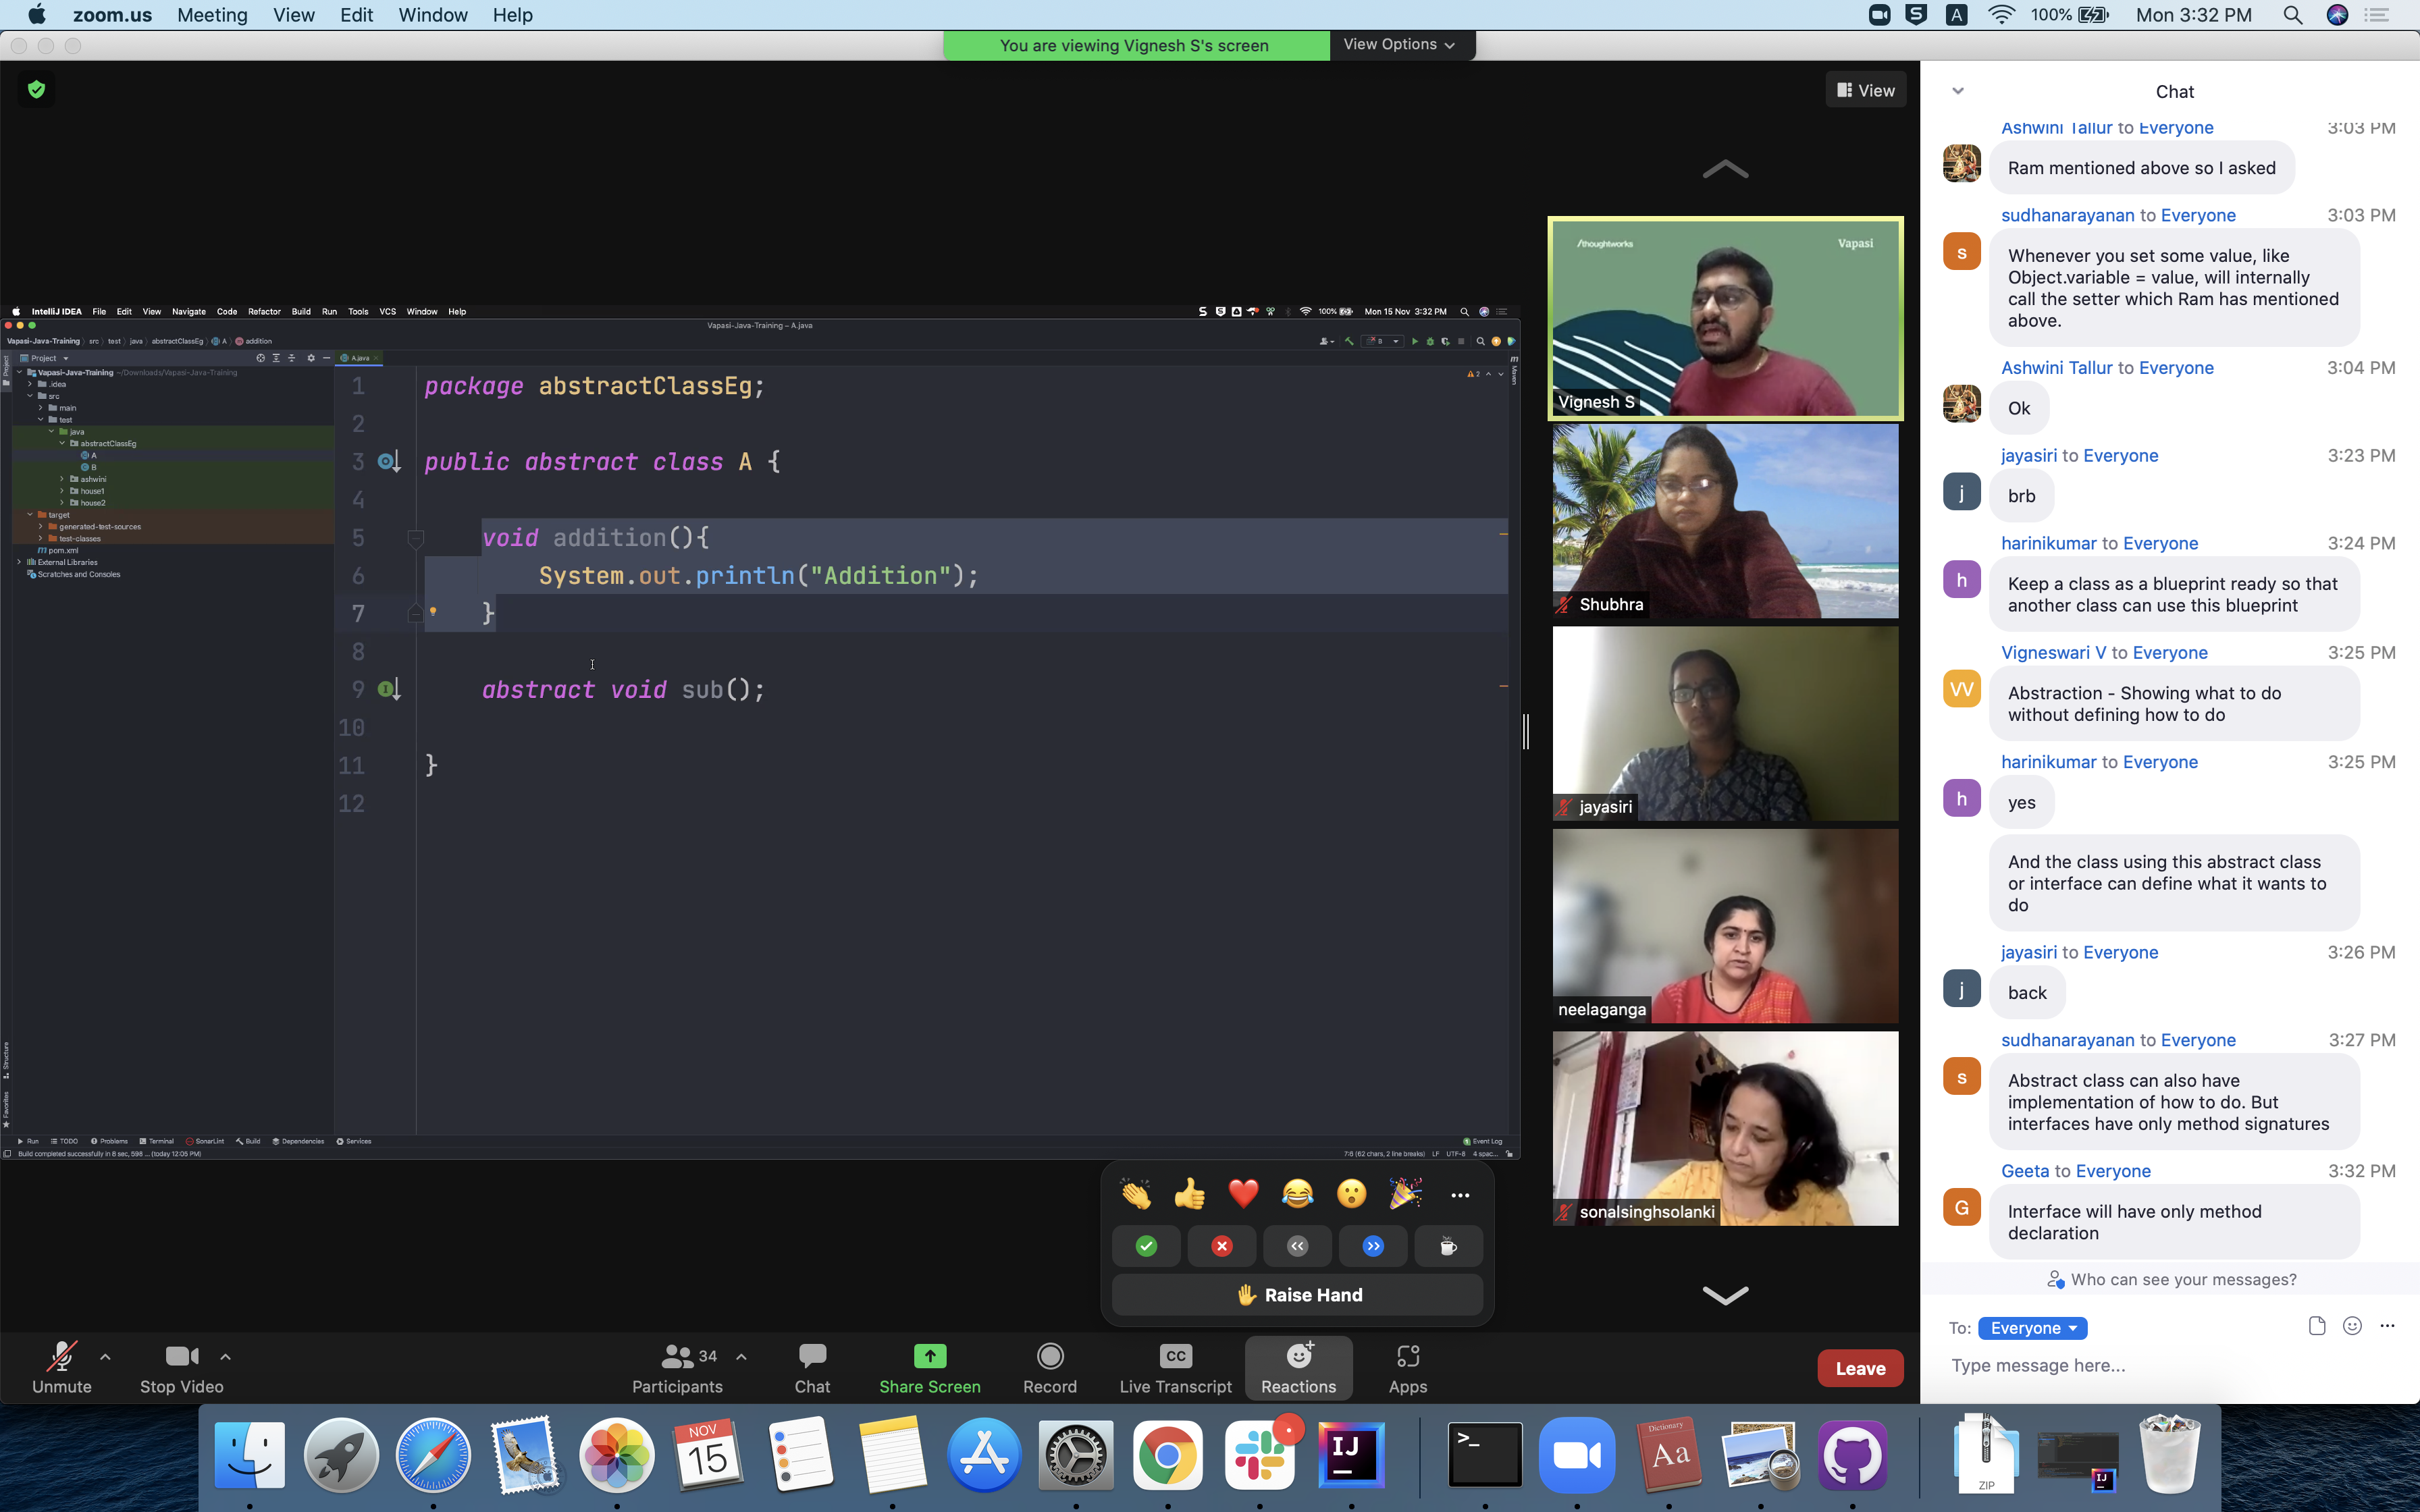 zoom.us Meeting View Edit Window Help
100% Mon 3:32 PM
You are viewing Vignesh S's screen View Options
View
IntelliJ IDEA File Edit View Navigate Code Refactor Build Run Tools VCS Window Help
100% Mon 15 Nov 3:32 PM
Vapasi-Java-Training – A.java
Vapasi-Java-Training src test java abstractClassEg A addition
B
Project
A.java
Project
Vapasi-Java-Training ~/Downloads/Vapasi-Java-Training
.idea
src
main
test
java
abstractClassEg
A
B
ashwini
house1
house2
target
generated-test-sources
test-classes
pom.xml
External Libraries
Scratches and Consoles
Structure
Favorites
Maven
2
1 package abstractClassEg;
2
3 public abstract class A {
4
5 void addition(){
6 System.out.println("Addition");
7 }
8
9 abstract void sub();
10
11 }
12
Run TODO Problems Terminal SonarLint Build Dependencies Services
Event Log
Build completed successfully in 8 sec, 598 ... (today 12:05 PM)
7:6 (62 chars, 2 line breaks) LF UTF-8 4 spac...
/thoughtworks Vapasi
Vignesh S
Shubhra
jayasiri
neelaganga
sonalsinghsolanki
Chat
Ashwini Tallur to Everyone 3:03 PM
Ram mentioned above so I asked
sudhanarayanan to Everyone 3:03 PM
s
Whenever you set some value, like
Object.variable = value, will internally
call the setter which Ram has mentioned
above.
Ashwini Tallur to Everyone 3:04 PM
Ok
jayasiri to Everyone 3:23 PM
j
brb
harinikumar to Everyone 3:24 PM
h
Keep a class as a blueprint ready so that
another class can use this blueprint
Vigneswari V to Everyone 3:25 PM
VV
Abstraction - Showing what to do
without defining how to do
harinikumar to Everyone 3:25 PM
h
yes
And the class using this abstract class
or interface can define what it wants to
do
jayasiri to Everyone 3:26 PM
j
back
sudhanarayanan to Everyone 3:27 PM
s
Abstract class can also have
implementation of how to do. But
interfaces have only method signatures
Geeta to Everyone 3:32 PM
G
Interface will have only method
declaration
Who can see your messages?
To: Everyone
Type message here...
Raise Hand
Unmute
Stop Video
34
Participants
Chat
Share Screen
Record
CC
Live Transcript
Reactions
Apps
Leave
NOV
15
IJ
>_
Dictionary
Aa
ZIP
IJ